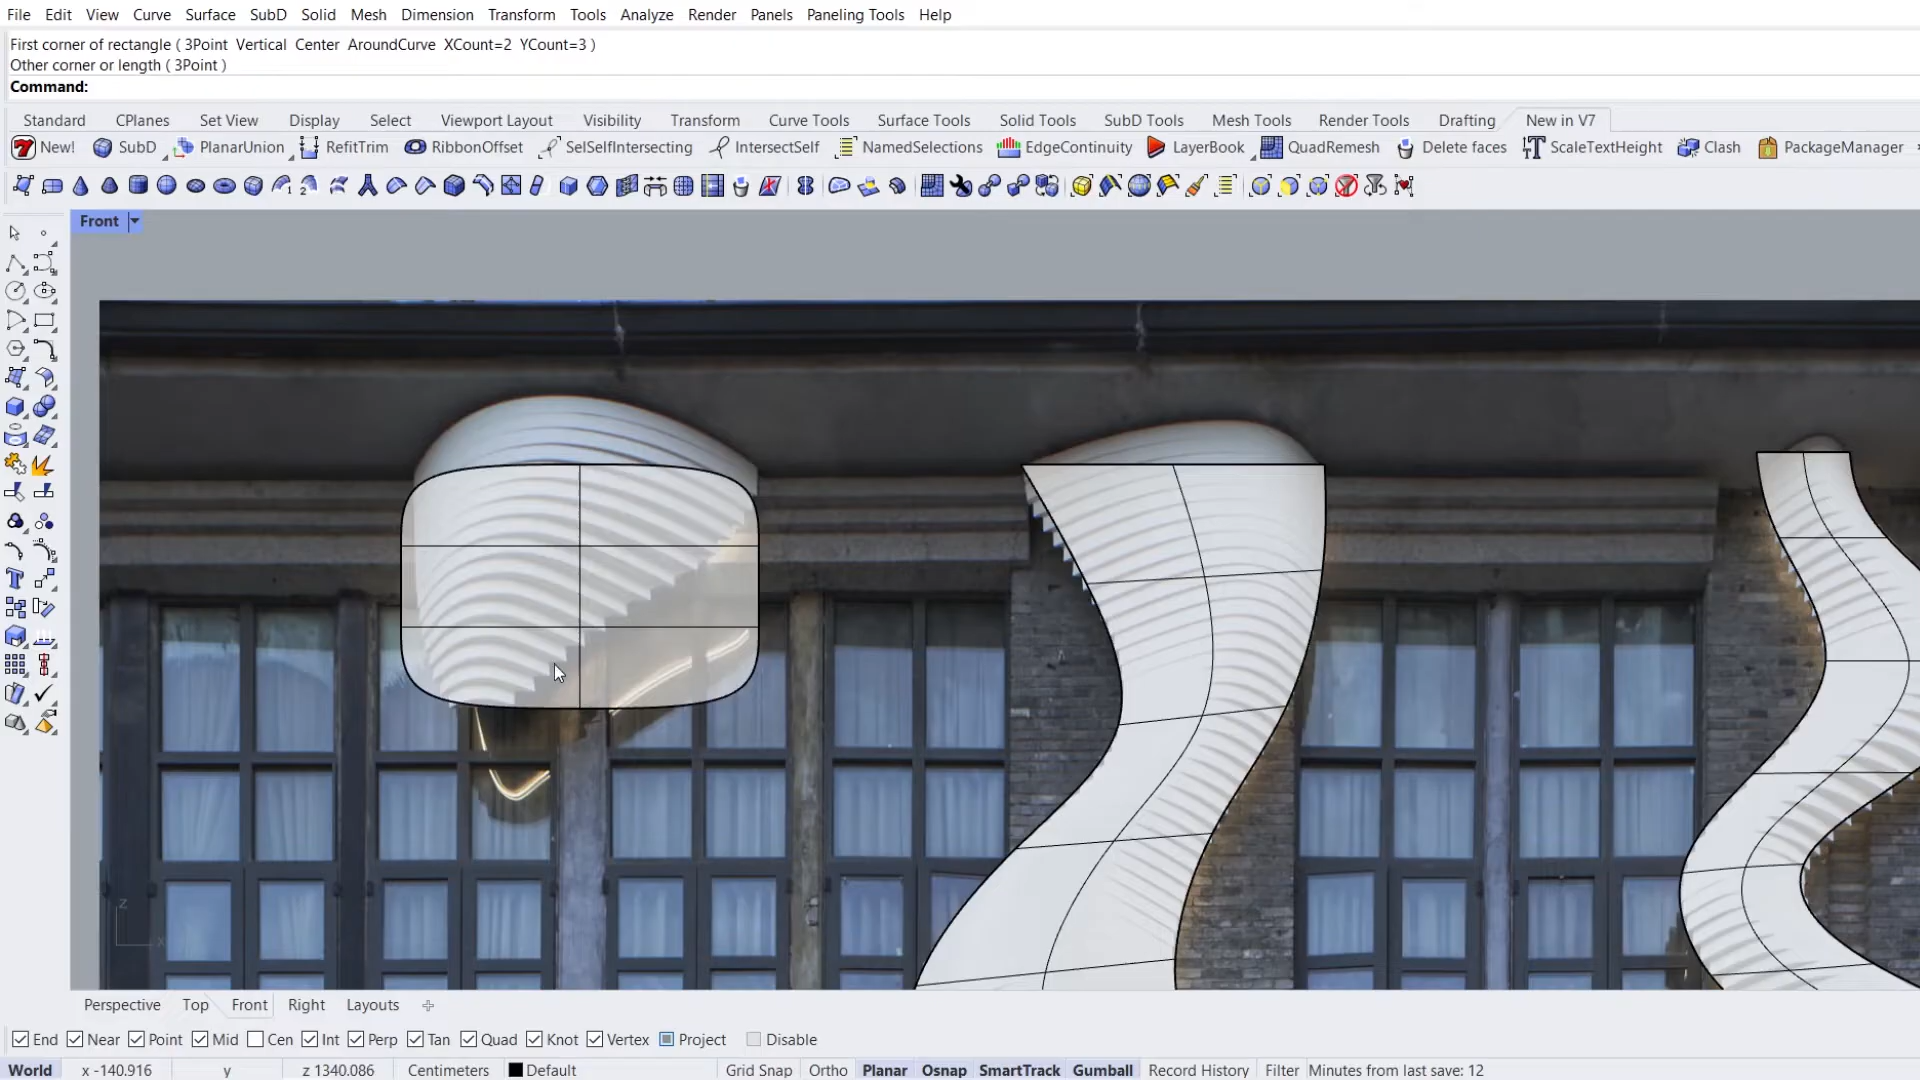 File Edit View Curve Surface SubD Solid Mesh Dimension Transform Tools Analyze Render Panels Paneling Tools Help
First corner of rectangle ( 3Point Vertical Center AroundCurve XCount=2 YCount=3 )
Other corner or length ( 3Point )
Command:
Standard CPlanes Set View Display Select Viewport Layout Visibility Transform Curve Tools Surface Tools Solid Tools SubD Tools Mesh Tools Render Tools Drafting New in V7
7 New! SubD PlanarUnion RefitTrim RibbonOffset SelSelfIntersecting IntersectSelf NamedSelections EdgeContinuity LayerBook QuadRemesh Delete faces ScaleTextHeight Clash PackageManager
Front
z
x
Perspective Top Front Right Layouts
End Near Point Mid Cen Int Perp Tan Quad Knot Vertex Project Disable
World x -140.916 y z 1340.086 Centimeters Default Grid Snap Ortho Planar Osnap SmartTrack Gumball Record History Filter Minutes from last save: 12